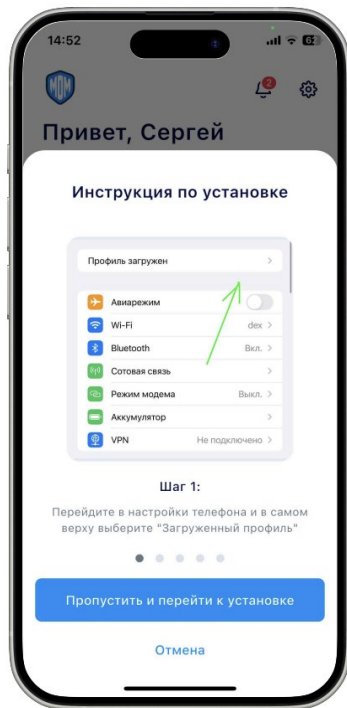 14:52
MDM
2
Привет, Сергей
Инструкция по установке
Профиль загружен
Авиарежим
Wi-Fi dex
Bluetooth Вкл.
Сотовая связь
Режим модема Выкл.
Аккумулятор
VPN Не подключено
Шаг 1:
Перейдите в настройки телефона и в самом
верху выберите "Загруженный профиль"
Пропустить и перейти к установке
Отмена